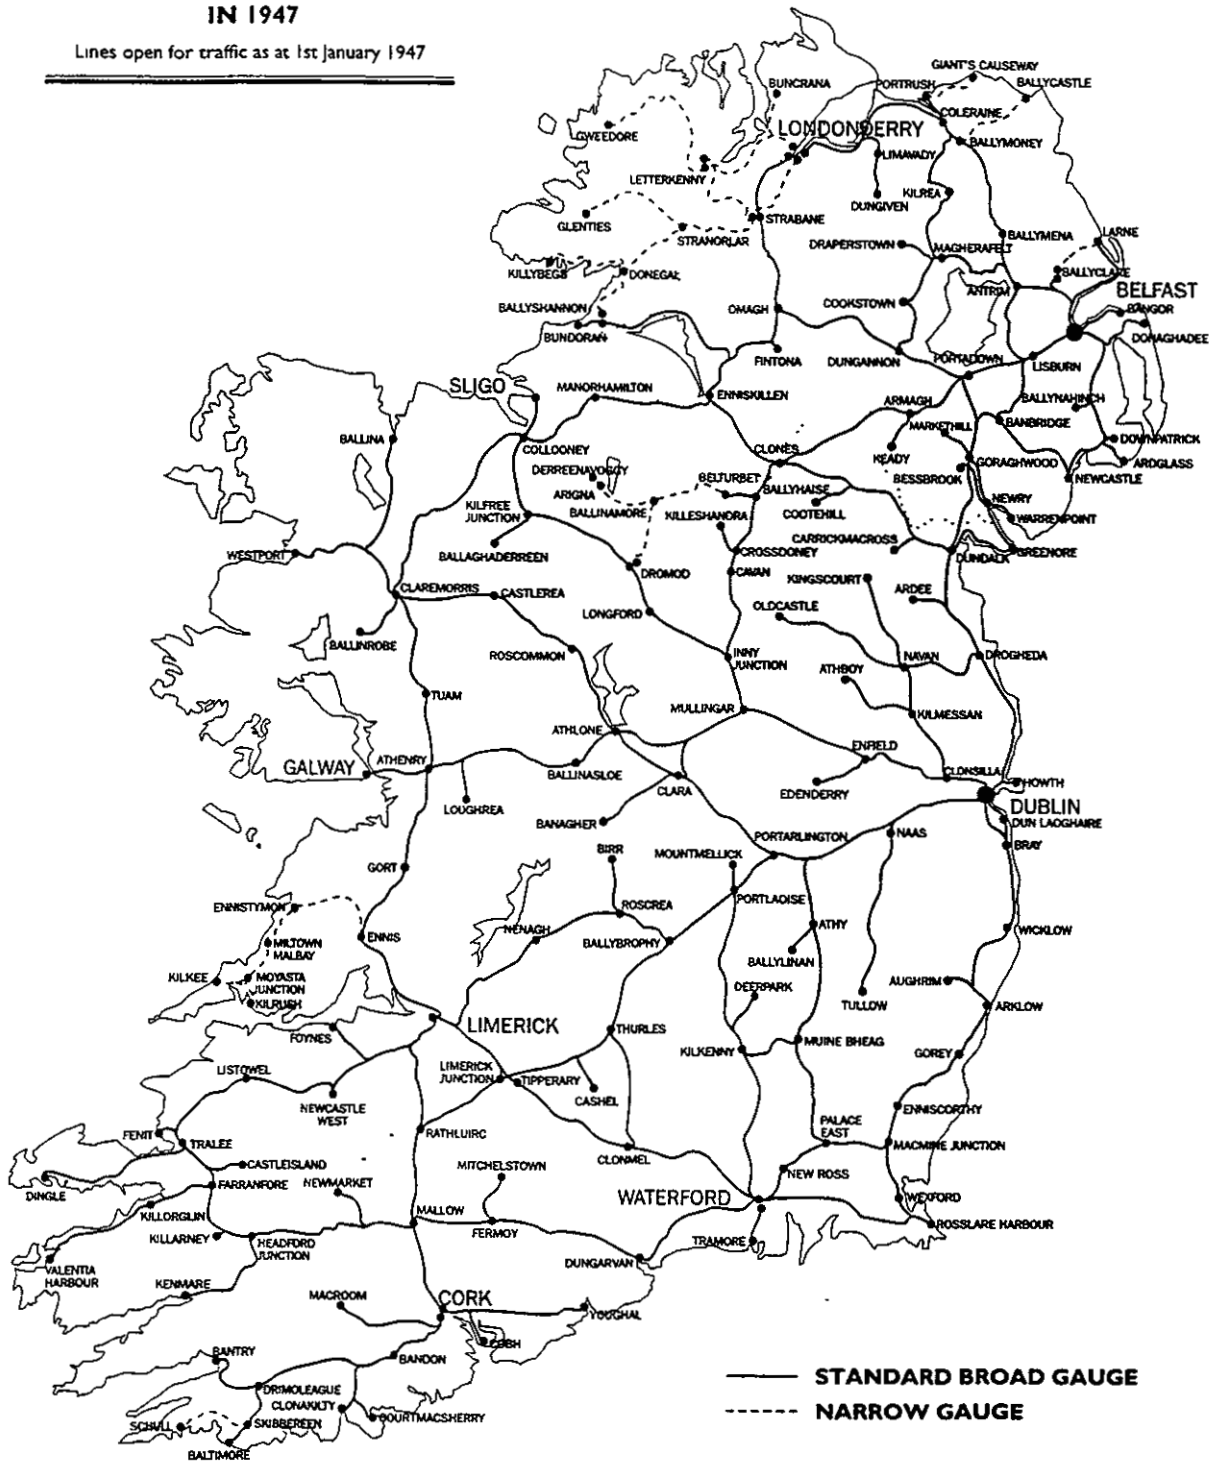 IN 1947
Lines open for traffic as at 1st January 1947
GIANT'S CAUSEWAY
BUNCRANA
PORTRUSH
BALLYCASTLE
COLERAINE
GWEEDORE
LONDONDERRY
BALLYMONEY
LIMAVADY
LETTERKENNY
KILREA
DUNGIVEN
GLENTIES
STRABANE
STRANORLAR
BALLYMENA
LARNE
DRAPERSTOWN
MAGHERAFELT
KILLYBEGS
DONEGAL
BALLYCLARE
ANTRIM
BELFAST
BALLYSHANNON
OMAGH
COOKSTOWN
BANGOR
BUNDORAN
DONAGHADEE
FINTONA
DUNGANNON
PORTADOWN
LISBURN
SLIGO
MANORHAMILTON
ENNISKILLEN
ARMAGH
BALLYNAHINCH
MARKETHILL
BANBRIDGE
BALLINA
COLLOONEY
CLONES
KEADY
DOWNPATRICK
GORAGHWOOD
ARDGLASS
DERREENAVOGGY
BELTURBET
BESSBROOK
NEWCASTLE
ARIGNA
BALLYHAISE
KILFREE
JUNCTION
BALLINAMORE
KILLESHANDRA
COOTEHILL
NEWRY
WARRENPOINT
BALLAGHADERREEN
CARRICKMACROSS
WESTPORT
CROSSDONEY
DUNDALK
GREENORE
DROMOD
CAVAN
KINGSCOURT
CLAREMORRIS
CASTLEREA
ARDEE
LONGFORD
OLDCASTLE
BALLINROBE
ROSCOMMON
INNY
JUNCTION
NAVAN
DROGHEDA
ATHBOY
TUAM
MULLINGAR
KILMESSAN
ATHLONE
ENFIELD
GALWAY
ATHENRY
BALLINASLOE
CLONSILLA
HOWTH
CLARA
EDENDERRY
LOUGHREA
DUBLIN
BANAGHER
DUN LAOGHAIRE
PORTARLINGTON
NAAS
BRAY
BIRR
MOUNTMELLICK
GORT
PORTLAOISE
ENNISTYMON
ROSCREA
ATHY
WICKLOW
ENNIS
NENAGH
BALLYBROPHY
MILTOWN
MALBAY
BALLYLINAN
KILKEE
MOYASTA
JUNCTION
AUGHRIM
DEERPARK
KILRUSH
TULLOW
ARKLOW
LIMERICK
THURLES
FOYNES
KILKENNY
MUINE BHEAG
GOREY
LISTOWEL
LIMERICK
JUNCTION
TIPPERARY
CASHEL
NEWCASTLE
WEST
ENNISCORTHY
FENIT
TRALEE
RATHLUIRC
PALACE
EAST
MACMINE JUNCTION
CLONMEL
CASTLEISLAND
MITCHELSTOWN
NEW ROSS
DINGLE
FARRANFORE
NEWMARKET
WATERFORD
WEXFORD
KILLORGLIN
MALLOW
ROSSLARE HARBOUR
KILLARNEY
HEADFORD
JUNCTION
FERMOY
TRAMORE
VALENTIA
HARBOUR
DUNGARVAN
KENMARE
MACROOM
CORK
YOUGHAL
COBH
BANTRY
BANDON
STANDARD BROAD GAUGE
DRIMOLEAGUE
CLONAKILTY
NARROW GAUGE
SCHULL
SKIBBEREEN
COURTMACSHERRY
BALTIMORE